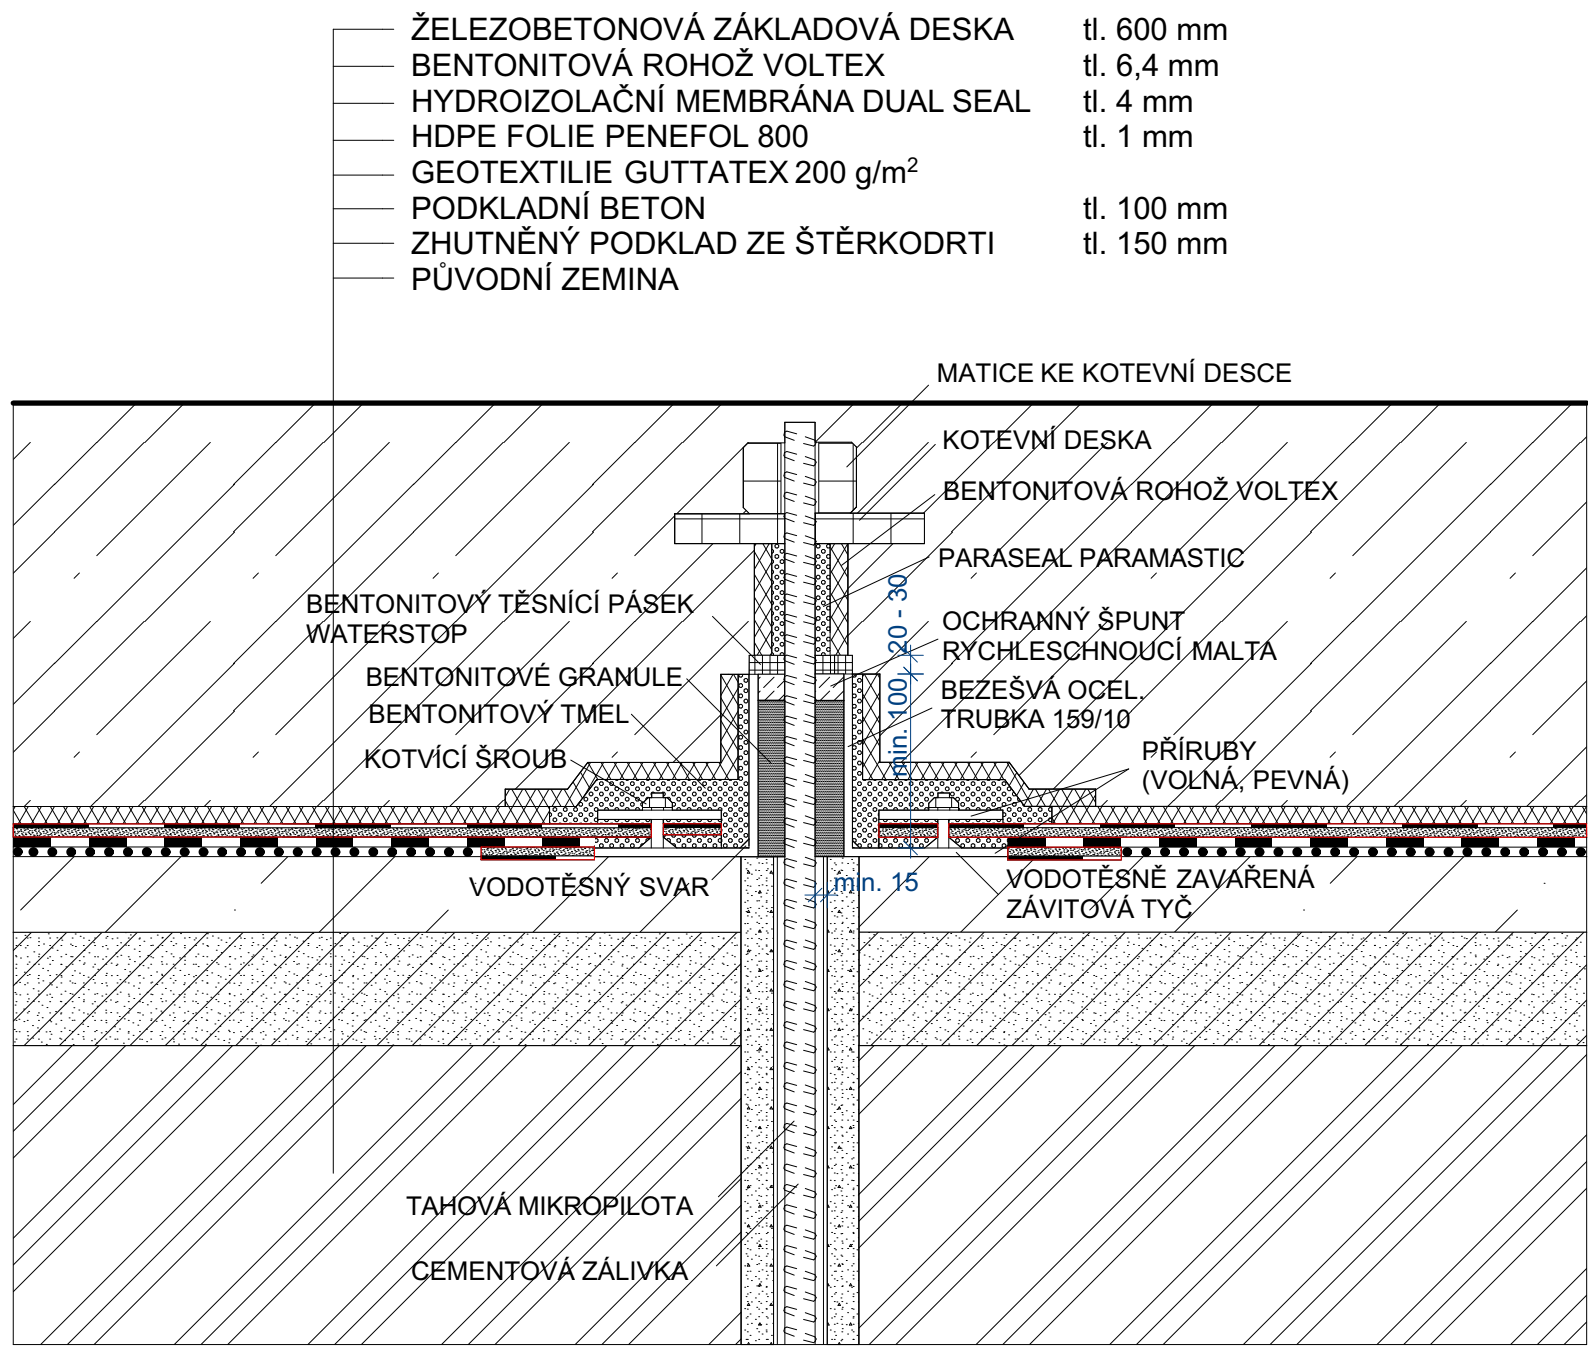 ŽELEZOBETONOVÁ ZÁKLADOVÁ DESKA tl. 600 mm
BENTONITOVÁ ROHOŽ VOLTEX tl. 6,4 mm
HYDROIZOLAČNÍ MEMBRÁNA DUAL SEAL tl. 4 mm
HDPE FOLIE PENEFOL 800 tl. 1 mm
GEOTEXTILIE GUTTATEX 200 g/m²
PODKLADNÍ BETON tl. 100 mm
ZHUTNĚNÝ PODKLAD ZE ŠTĚRKODRTI tl. 150 mm
PŮVODNÍ ZEMINA
MATICE KE KOTEVNÍ DESCE
KOTEVNÍ DESKA
BENTONITOVÁ ROHOŽ VOLTEX
PARASEAL PARAMASTIC
20 - 30
BENTONITOVÝ TĚSNÍCÍ PÁSEK
WATERSTOP
OCHRANNÝ ŠPUNT
RYCHLESCHNOUCÍ MALTA
BENTONITOVÉ GRANULE
BEZEŠVÁ OCEL.
TRUBKA 159/10
BENTONITOVÝ TMEL
min. 100
KOTVÍCÍ ŠROUB
PŘÍRUBY
(VOLNÁ, PEVNÁ)
VODOTĚSNÝ SVAR
min. 15
VODOTĚSNĚ ZAVAŘENÁ
ZÁVITOVÁ TYČ
TAHOVÁ MIKROPILOTA
CEMENTOVÁ ZÁLIVKA